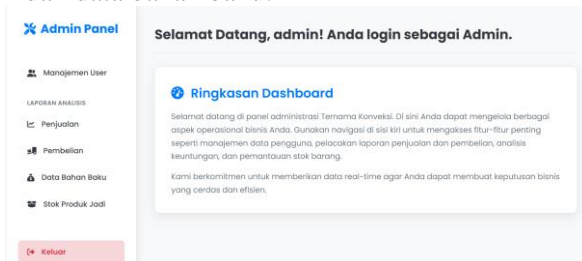 Admin Panel
Manajemen User
LAPORAN ANALISIS
Penjualan
Pembelian
Data Bahan Baku
Stok Produk Jadi
Keluar
Selamat Datang, admin! Anda login sebagai Admin.
Ringkasan Dashboard
Selamat datang di panel administrasi Ternama Konveksi. Di sini Anda dapat mengelola berbagai
aspek operasional bisnis Anda. Gunakan navigasi di sisi kiri untuk mengakses fitur-fitur penting
seperti manajemen data pengguna, pelacakan laporan penjualan dan pembelian, analisis
keuntungan, dan pemantauan stok barang.
Kami berkomitmen untuk memberikan data real-time agar Anda dapat membuat keputusan bisnis
yang cerdas dan efisien.